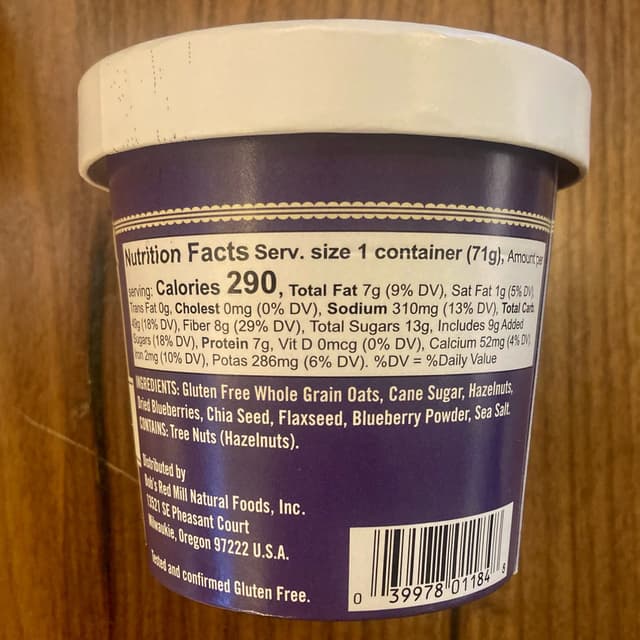 Nutrition Facts Serv. size 1 container (71g), Amount per
serving: Calories 290, Total Fat 7g (9% DV), Sat Fat 1g (5% DV),
Trans Fat 0g, Cholest 0mg (0% DV), Sodium 310mg (13% DV), Total Carb.
49g (18% DV), Fiber 8g (29% DV), Total Sugars 13g, Includes 9g Added
Sugars (18% DV), Protein 7g, Vit D 0mcg (0% DV), Calcium 52mg (4% DV),
Iron 2mg (10% DV), Potas 286mg (6% DV). %DV = %Daily Value
INGREDIENTS: Gluten Free Whole Grain Oats, Cane Sugar, Hazelnuts,
Dried Blueberries, Chia Seed, Flaxseed, Blueberry Powder, Sea Salt.
CONTAINS: Tree Nuts (Hazelnuts).
Distributed by
Bob's Red Mill Natural Foods, Inc.
13521 SE Pheasant Court
Milwaukie, Oregon 97222 U.S.A.
Tested and confirmed Gluten Free.
0 39978 01184 8